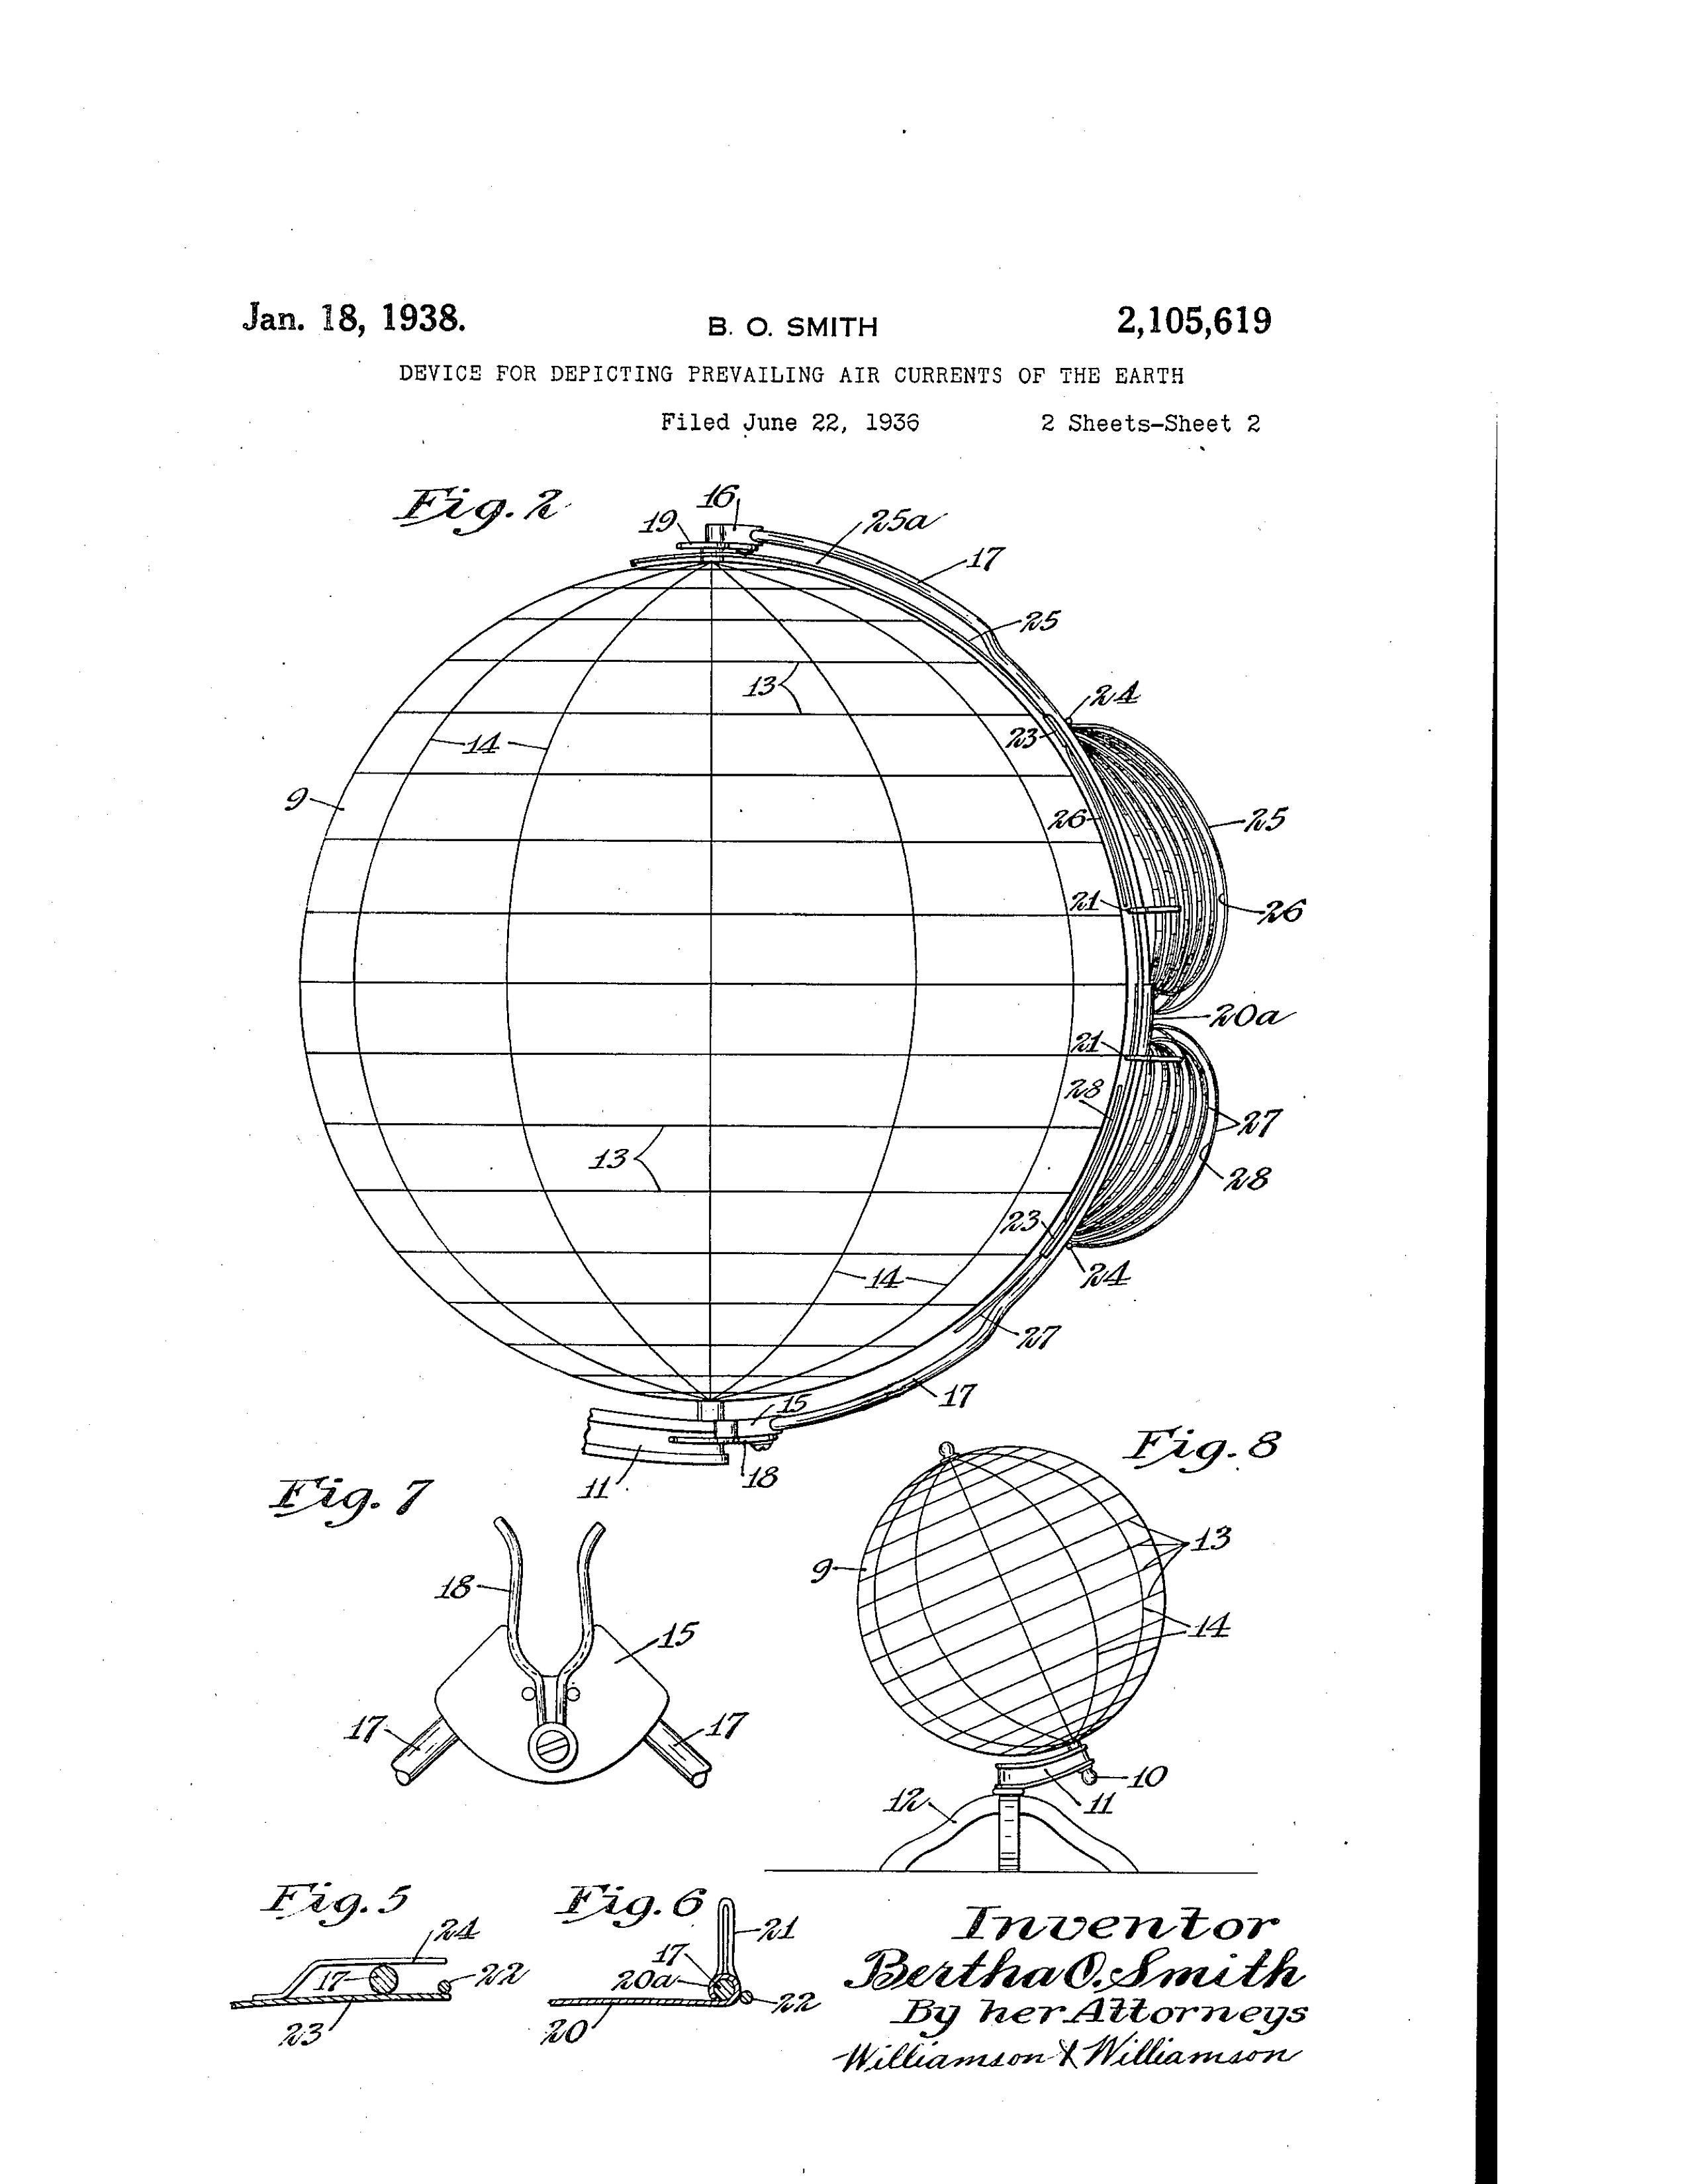 Jan. 18, 1938.
B. O. SMITH
2,105,619
DEVICE FOR DEPICTING PREVAILING AIR CURRENTS OF THE EARTH
Filed June 22, 1936
2 Sheets-Sheet 2
Fig. 2
16
19
25a
17
25
13
24
14
23
9
26
25
21
26
20a
21
28
27
13
28
23
14
24
27
17
15
11
18
Fig. 7
Fig. 8
18
15
17
17
9
13
14
10
11
12
Fig. 5
24
17
22
23
Fig. 6
21
17
20a
22
20
Inventor
Bertha O. Smith
By her Attorneys
Williamson & Williamson